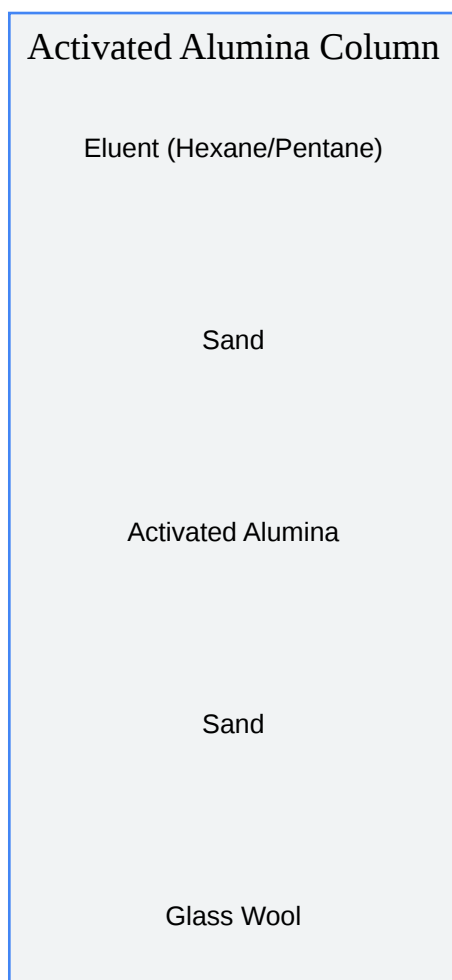 Activated Alumina Column
Eluent (Hexane/Pentane)
Sand
Activated Alumina
Sand
Glass Wool